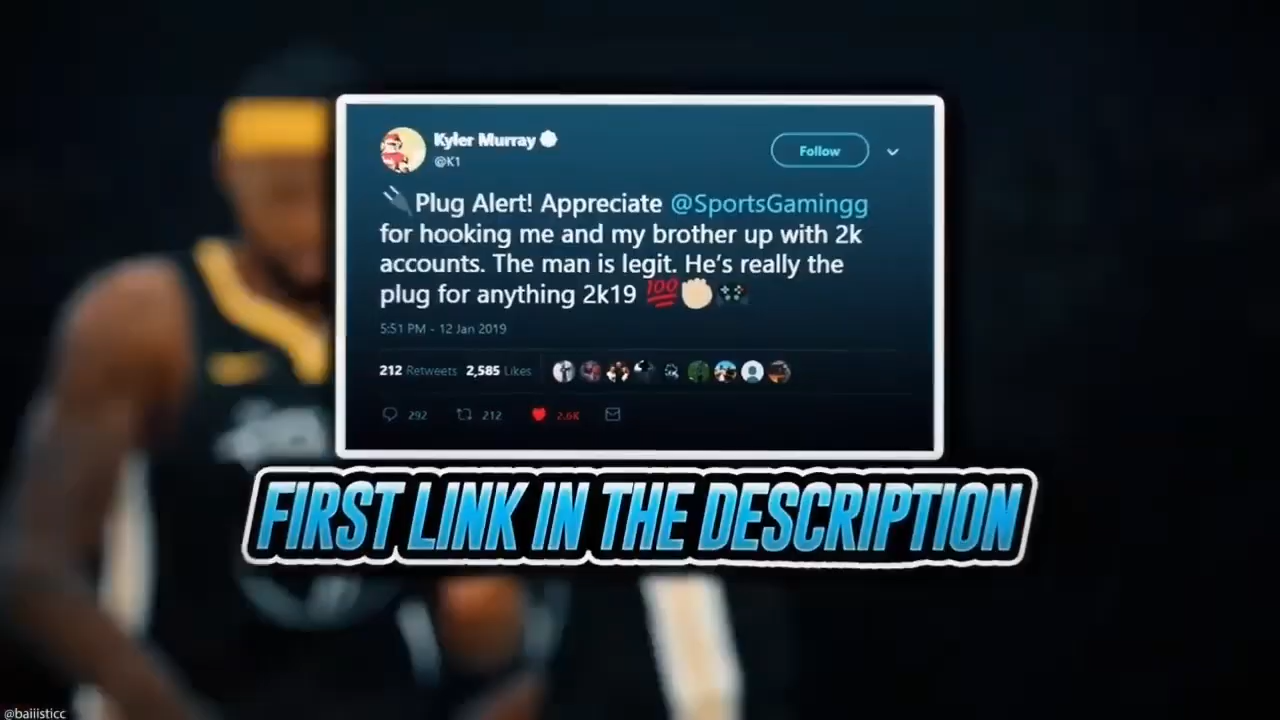 Kyler Murray
@K1
Follow
Plug Alert! Appreciate @SportsGamingg
for hooking me and my brother up with 2k
accounts. The man is legit. He's really the
plug for anything 2k19 💯✊🏻🎮
5:51 PM - 12 Jan 2019
212 Retweets 2,585 Likes
292 212 2.6K
FIRST LINK IN THE DESCRIPTION
@baiiisticc